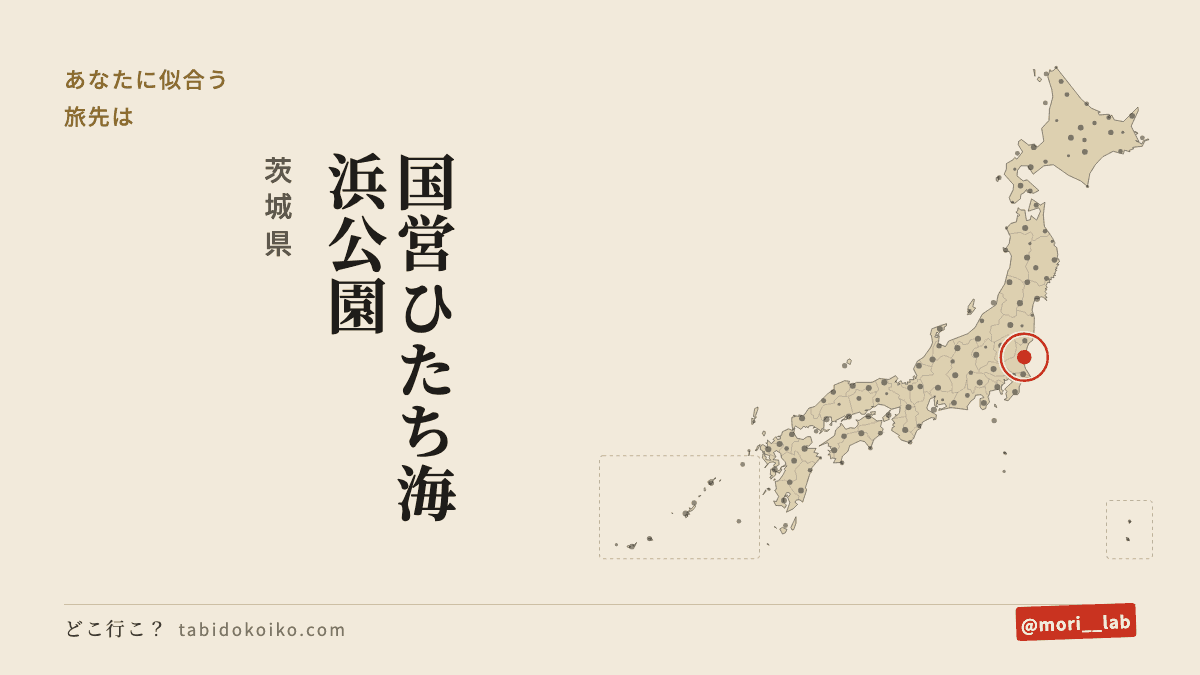 あなたに似合う
旅先は
国営ひたち海
浜公園
茨城県
どこ行こ？ tabidokoiko.com
@mori__lab